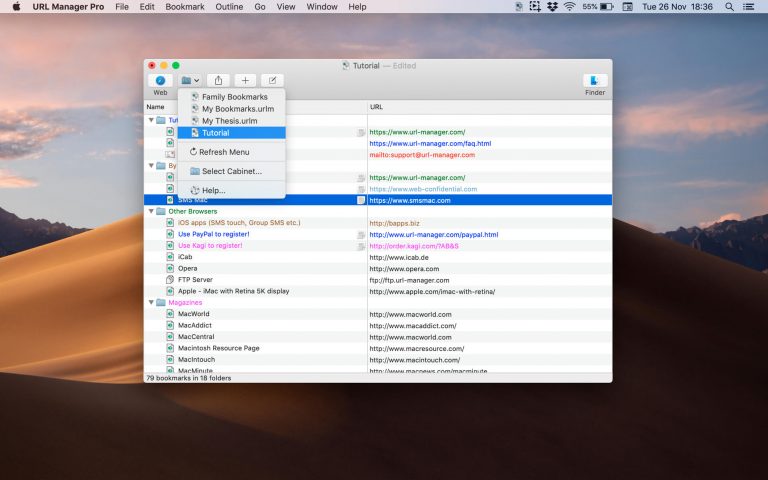 URL Manager Pro File Edit Bookmark Outline Go View Window Help 55% Tue 26 Nov 18:36
Tutorial — Edited
Web Finder
Name URL
Family Bookmarks
My Bookmarks.urlm
My Thesis.urlm
Tutorial
Refresh Menu
Select Cabinet...
Help...
https://www.url-manager.com/
https://www.url-manager.com/faq.html
mailto:support@url-manager.com
By
https://www.url-manager.com/
https://www.web-confidential.com
SMS Mac https://www.smsmac.com
Other Browsers
iOS apps (SMS touch, Group SMS etc.) http://bapps.biz
Use PayPal to register! http://www.url-manager.com/paypal.html
Use Kagi to register! http://order.kagi.com/?AB&S
iCab http://www.icab.de
Opera http://www.opera.com
FTP Server ftp://ftp.url-manager.com
Apple - iMac with Retina 5K display http://www.apple.com/imac-with-retina/
Magazines
MacWorld http://www.macworld.com
MacAddict http://www.macaddict.com/
MacCentral http://www.macworld.com
Macintosh Resource Page http://www.macresource.com/
MacIntouch http://www.macintouch.com/
MacMinute http://www.macnews.com/macminute
79 bookmarks in 18 folders